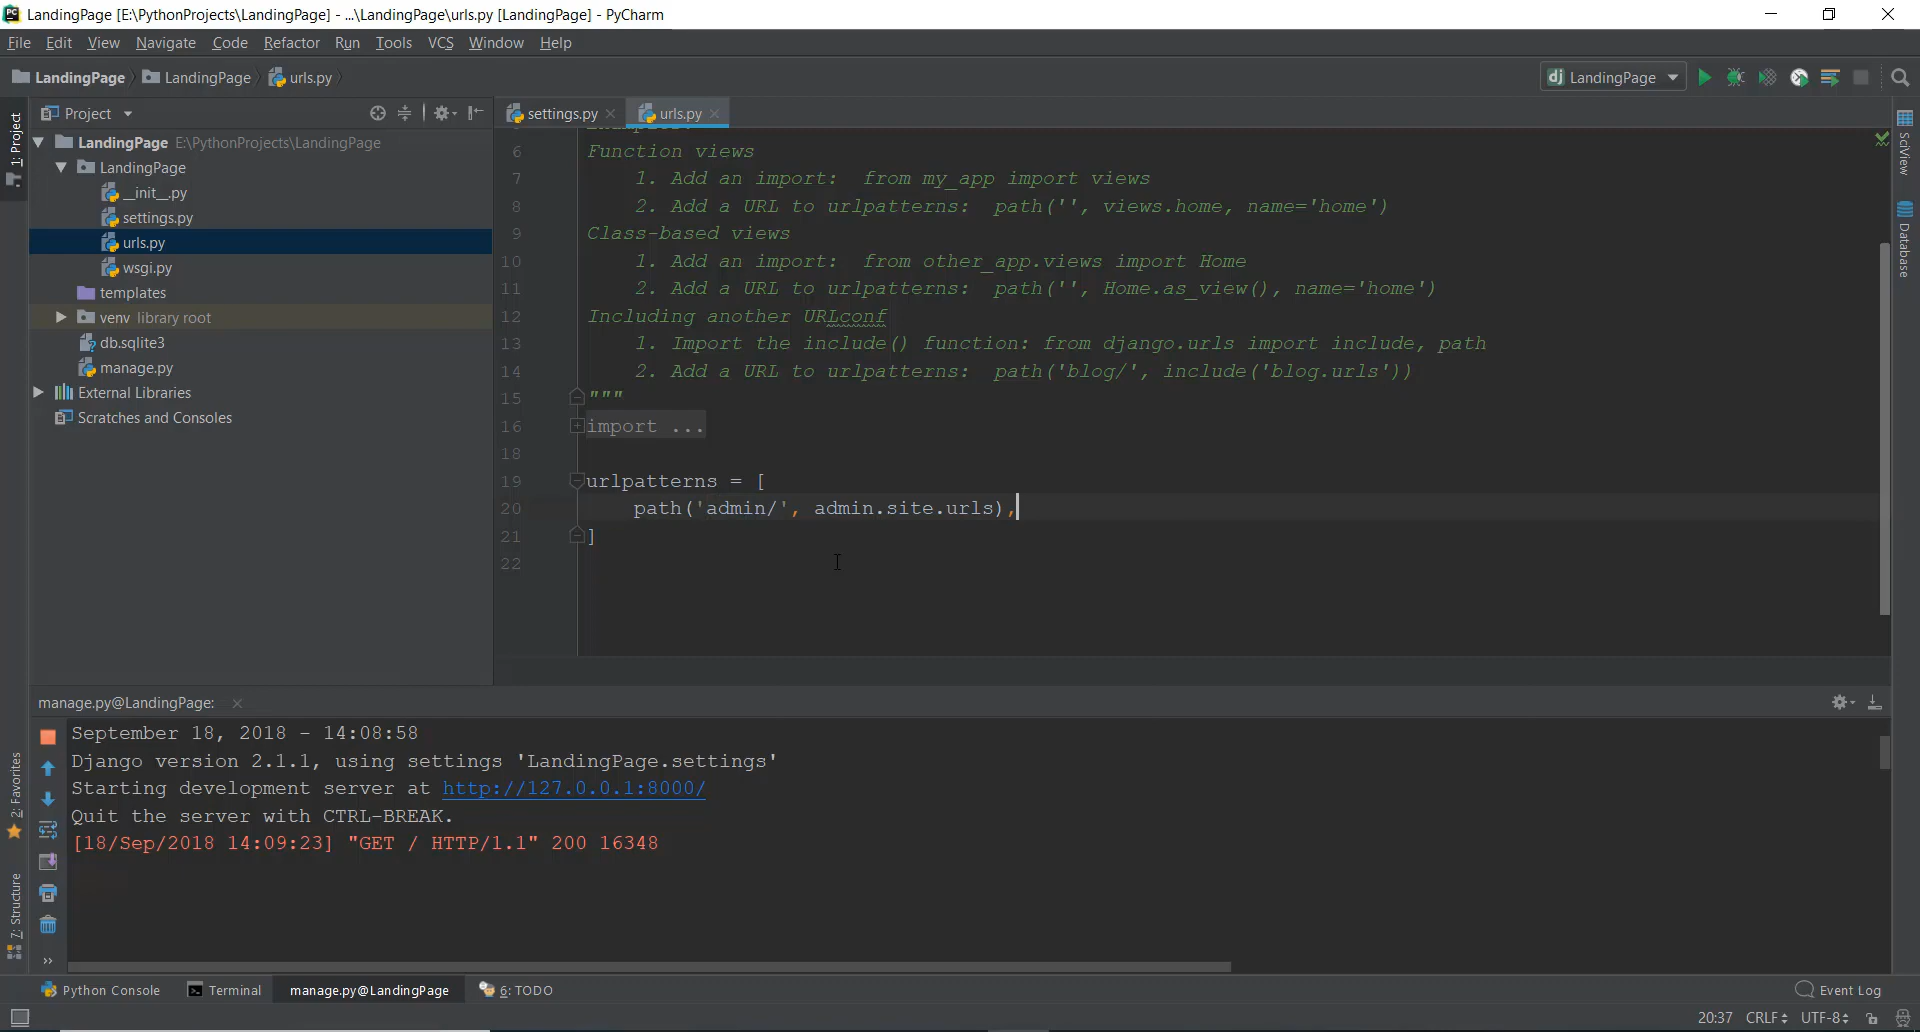 LandingPage [E:\PythonProjects\LandingPage] - ...\LandingPage\urls.py [LandingPage] - PyCharm
File Edit View Navigate Code Refactor Run Tools VCS Window Help
LandingPage LandingPage urls.py
LandingPage
Project
settings.py urls.py
1: Project
LandingPage E:\PythonProjects\LandingPage
LandingPage
__init__.py
settings.py
urls.py
wsgi.py
templates
venv library root
db.sqlite3
manage.py
External Libraries
Scratches and Consoles
6 Function views
7 1. Add an import:  from my_app import views
8 2. Add a URL to urlpatterns:  path('', views.home, name='home')
9 Class-based views
10 1. Add an import:  from other_app.views import Home
11 2. Add a URL to urlpatterns:  path('', Home.as_view(), name='home')
12 Including another URLconf
13 1. Import the include() function: from django.urls import include, path
14 2. Add a URL to urlpatterns:  path('blog/', include('blog.urls'))
15 """
16 import ...
18
19 urlpatterns = [
20 path('admin/', admin.site.urls),
21 ]
22
SciView
Database
manage.py@LandingPage:
September 18, 2018 - 14:08:58
Django version 2.1.1, using settings 'LandingPage.settings'
Starting development server at http://127.0.0.1:8000/
Quit the server with CTRL-BREAK.
[18/Sep/2018 14:09:23] "GET / HTTP/1.1" 200 16348
2: Favorites
7: Structure
Python Console Terminal manage.py@LandingPage 6: TODO Event Log
20:37 CRLF UTF-8